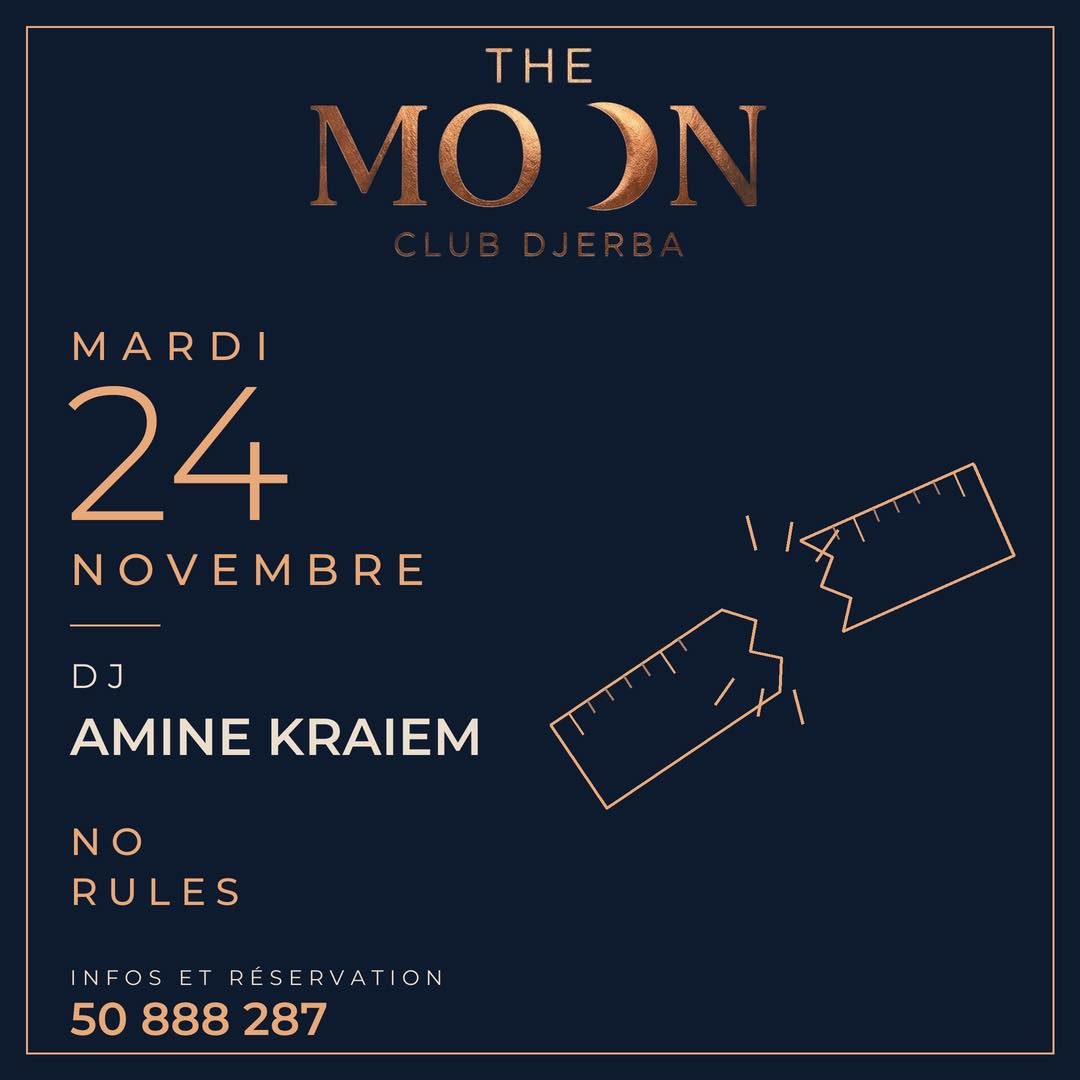 THE
MOON
CLUB DJERBA
MARDI
24
NOVEMBRE
DJ
AMINE KRAIEM
NO
RULES
INFOS ET RÉSERVATION
50 888 287